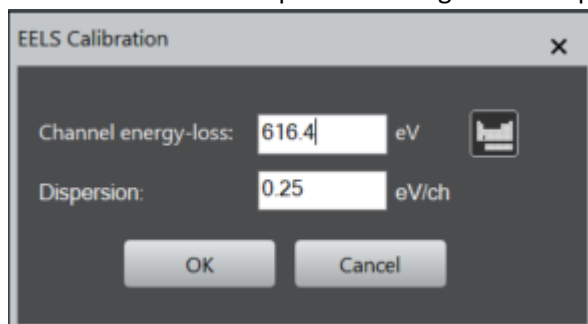 EELS Calibration
Channel energy-loss: 616.4 eV
Dispersion: 0.25 eV/ch
OK Cancel